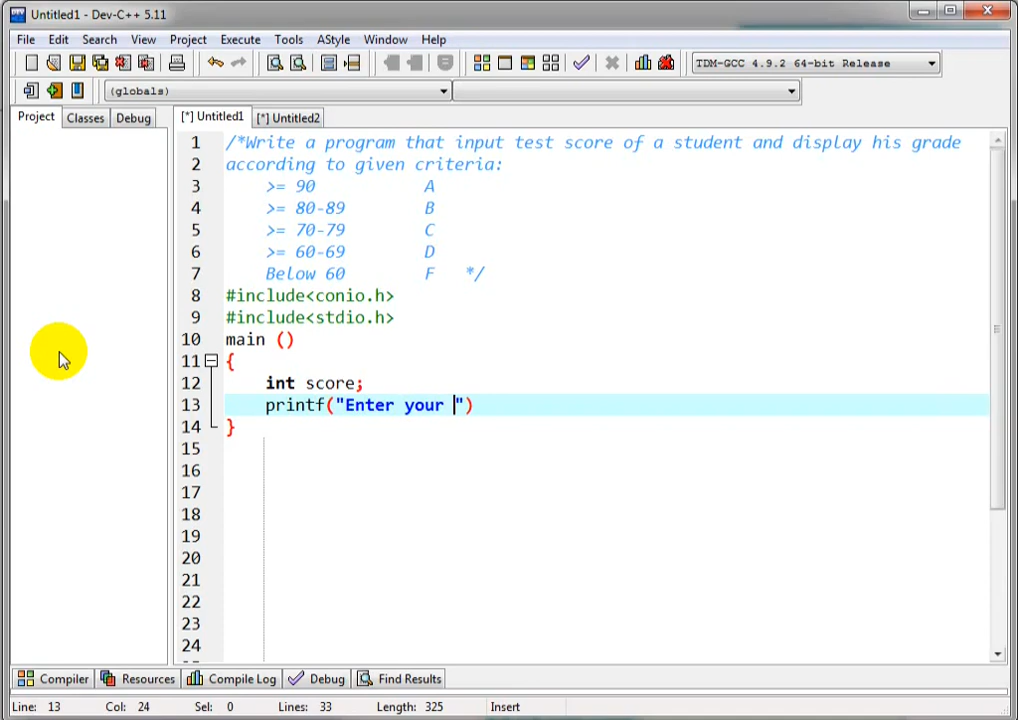 Untitled1 - Dev-C++ 5.11
File Edit Search View Project Execute Tools AStyle Window Help
TDM-GCC 4.9.2 64-bit Release
(globals)
Project Classes Debug [*] Untitled1 [*] Untitled2
1 /*Write a program that input test score of a student and display his grade
2 according to given criteria:
3 >= 90 A
4 >= 80-89 B
5 >= 70-79 C
6 >= 60-69 D
7 Below 60 F */
8 #include<conio.h>
9 #include<stdio.h>
10 main ()
11 {
12 int score;
13 printf("Enter your ")
14 }
15
16
17
18
19
20
21
22
23
24
Compiler Resources Compile Log Debug Find Results
Line: 13 Col: 24 Sel: 0 Lines: 33 Length: 325 Insert